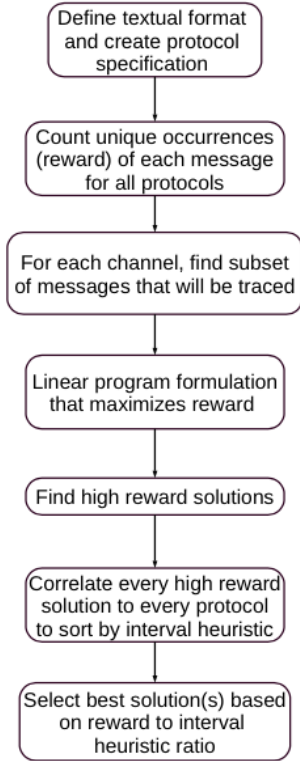 Define textual format
and create protocol
specification
Count unique occurrences
(reward) of each message
for all protocols
For each channel, find subset
of messages that will be traced
Linear program formulation
that maximizes reward
Find high reward solutions
Correlate every high reward
solution to every protocol
to sort by interval heuristic
Select best solution(s) based
on reward to interval
heuristic ratio